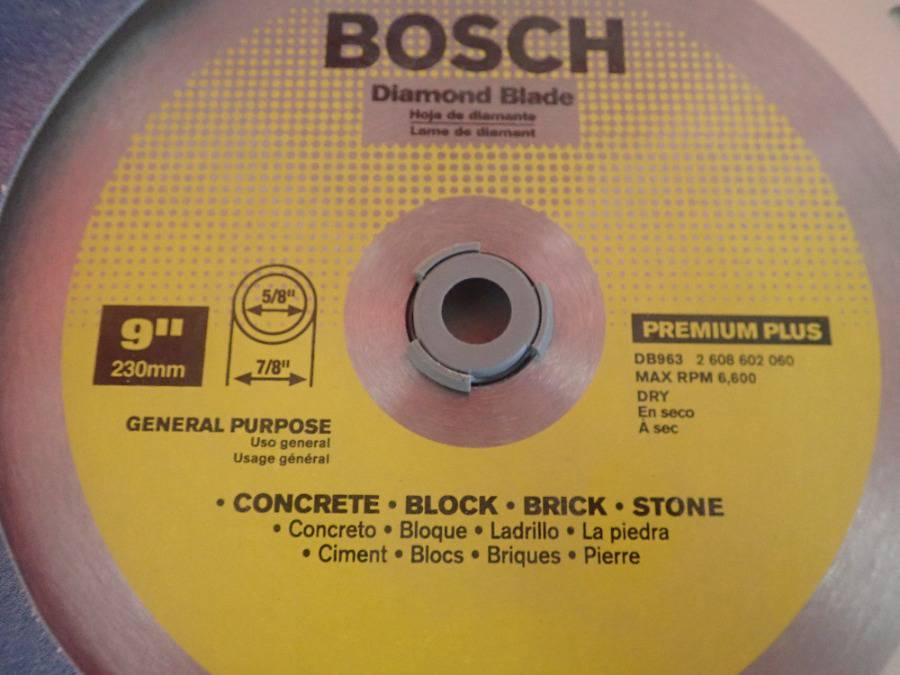 BOSCH
Diamond Blade
Hoja de diamante
Lame de diamant
5/8"
7/8"
9"
230mm
GENERAL PURPOSE
Uso general
Usage général
PREMIUM PLUS
DB963 2 608 602 060
MAX RPM 6,600
DRY
En seco
À sec
• CONCRETE • BLOCK • BRICK • STONE
• Concreto • Bloque • Ladrillo • La piedra
• Ciment • Blocs • Briques • Pierre